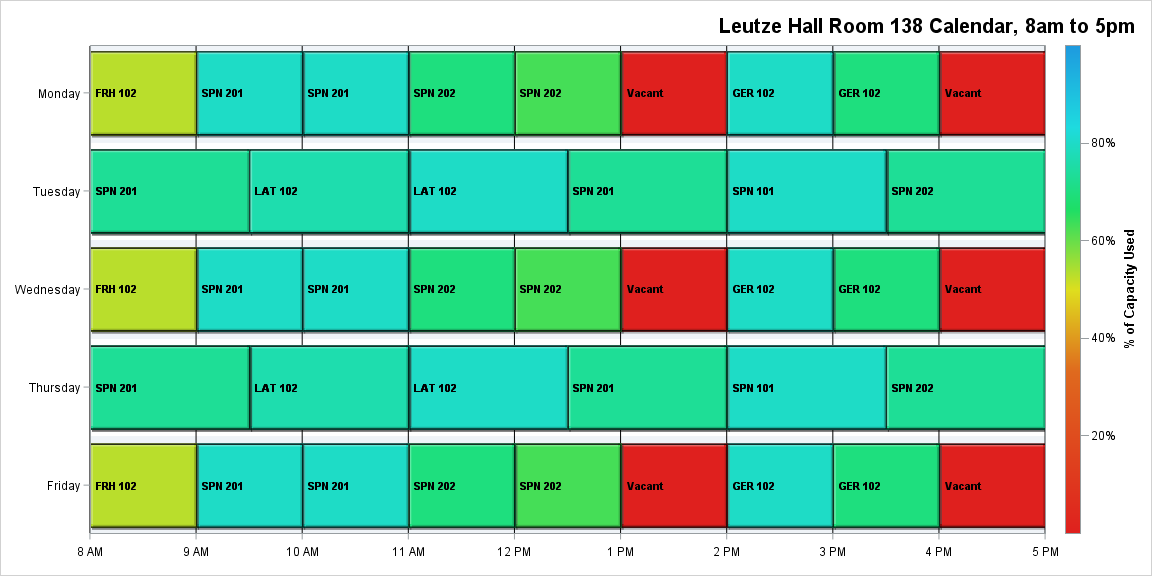 Leutze Hall Room 138 Calendar, 8am to 5pm
Monday
FRH 102
SPN 201
SPN 201
SPN 202
SPN 202
Vacant
GER 102
GER 102
Vacant
Tuesday
SPN 201
LAT 102
LAT 102
SPN 201
SPN 101
SPN 202
Wednesday
FRH 102
SPN 201
SPN 201
SPN 202
SPN 202
Vacant
GER 102
GER 102
Vacant
Thursday
SPN 201
LAT 102
LAT 102
SPN 201
SPN 101
SPN 202
Friday
FRH 102
SPN 201
SPN 201
SPN 202
SPN 202
Vacant
GER 102
GER 102
Vacant
8 AM
9 AM
10 AM
11 AM
12 PM
1 PM
2 PM
3 PM
4 PM
5 PM
80%
60%
40%
20%
% of Capacity Used